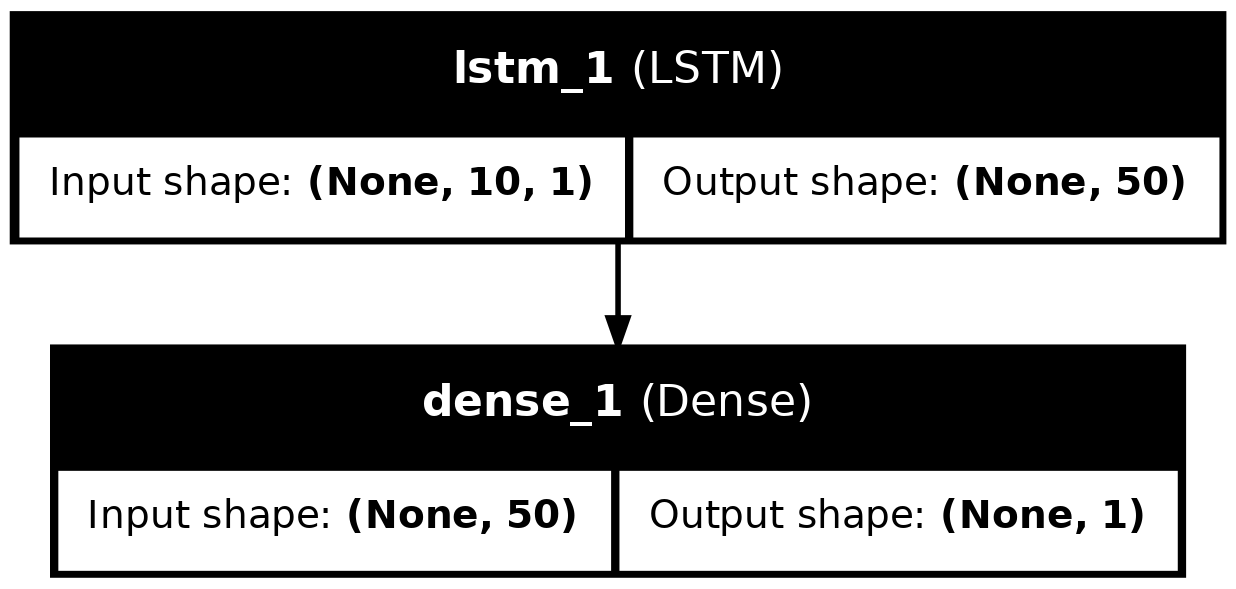 lstm_1 (LSTM)
Input shape: (None, 10, 1) Output shape: (None, 50)
dense_1 (Dense)
Input shape: (None, 50) Output shape: (None, 1)